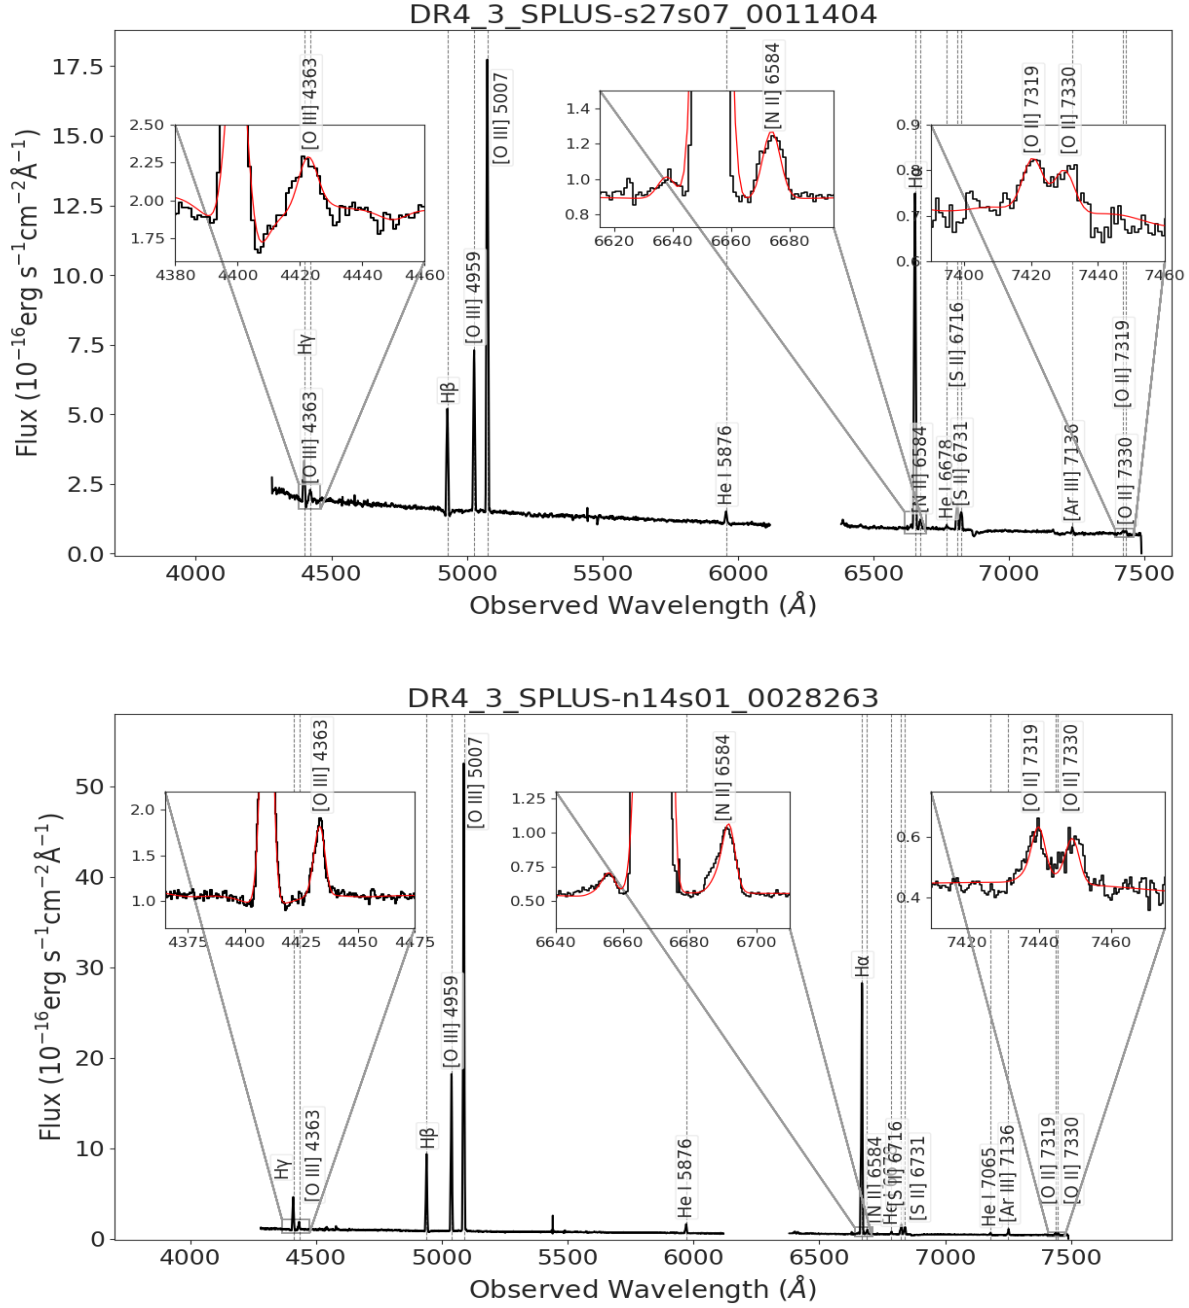 DR4_3_SPLUS-s27s07_0011404
Flux (10⁻¹⁶erg s⁻¹cm⁻²Å⁻¹)
17.5
15.0
12.5
10.0
7.5
5.0
2.5
0.0
4000 4500 5000 5500 6000 6500 7000 7500
Observed Wavelength (Å)
Hγ
[O III] 4363
Hβ
[O III] 4959
[O III] 5007
He I 5876
Hα
[N II] 6584
He I 6678
[S II] 6716
[S II] 6731
[Ar III] 7136
[O II] 7319
[O II] 7330
[O III] 4363
2.50
2.25
2.00
1.75
4380 4400 4420 4440 4460
[N II] 6584
1.4
1.2
1.0
0.8
6620 6640 6660 6680
[O II] 7319
[O II] 7330
0.9
0.8
0.7
0.6
7400 7420 7440 7460
DR4_3_SPLUS-n14s01_0028263
Flux (10⁻¹⁶erg s⁻¹cm⁻²Å⁻¹)
50
40
30
20
10
0
4000 4500 5000 5500 6000 6500 7000 7500
Observed Wavelength (Å)
Hγ
[O III] 4363
Hβ
[O III] 4959
[O III] 5007
He I 5876
Hα
[N II] 6584
[S II] 6716
[S II] 6731
He I 7065
[Ar III] 7136
[O II] 7319
[O II] 7330
[O III] 4363
2.0
1.5
1.0
4375 4400 4425 4450 4475
[N II] 6584
1.25
1.00
0.75
0.50
6640 6660 6680 6700
[O II] 7319
[O II] 7330
0.6
0.4
7420 7440 7460